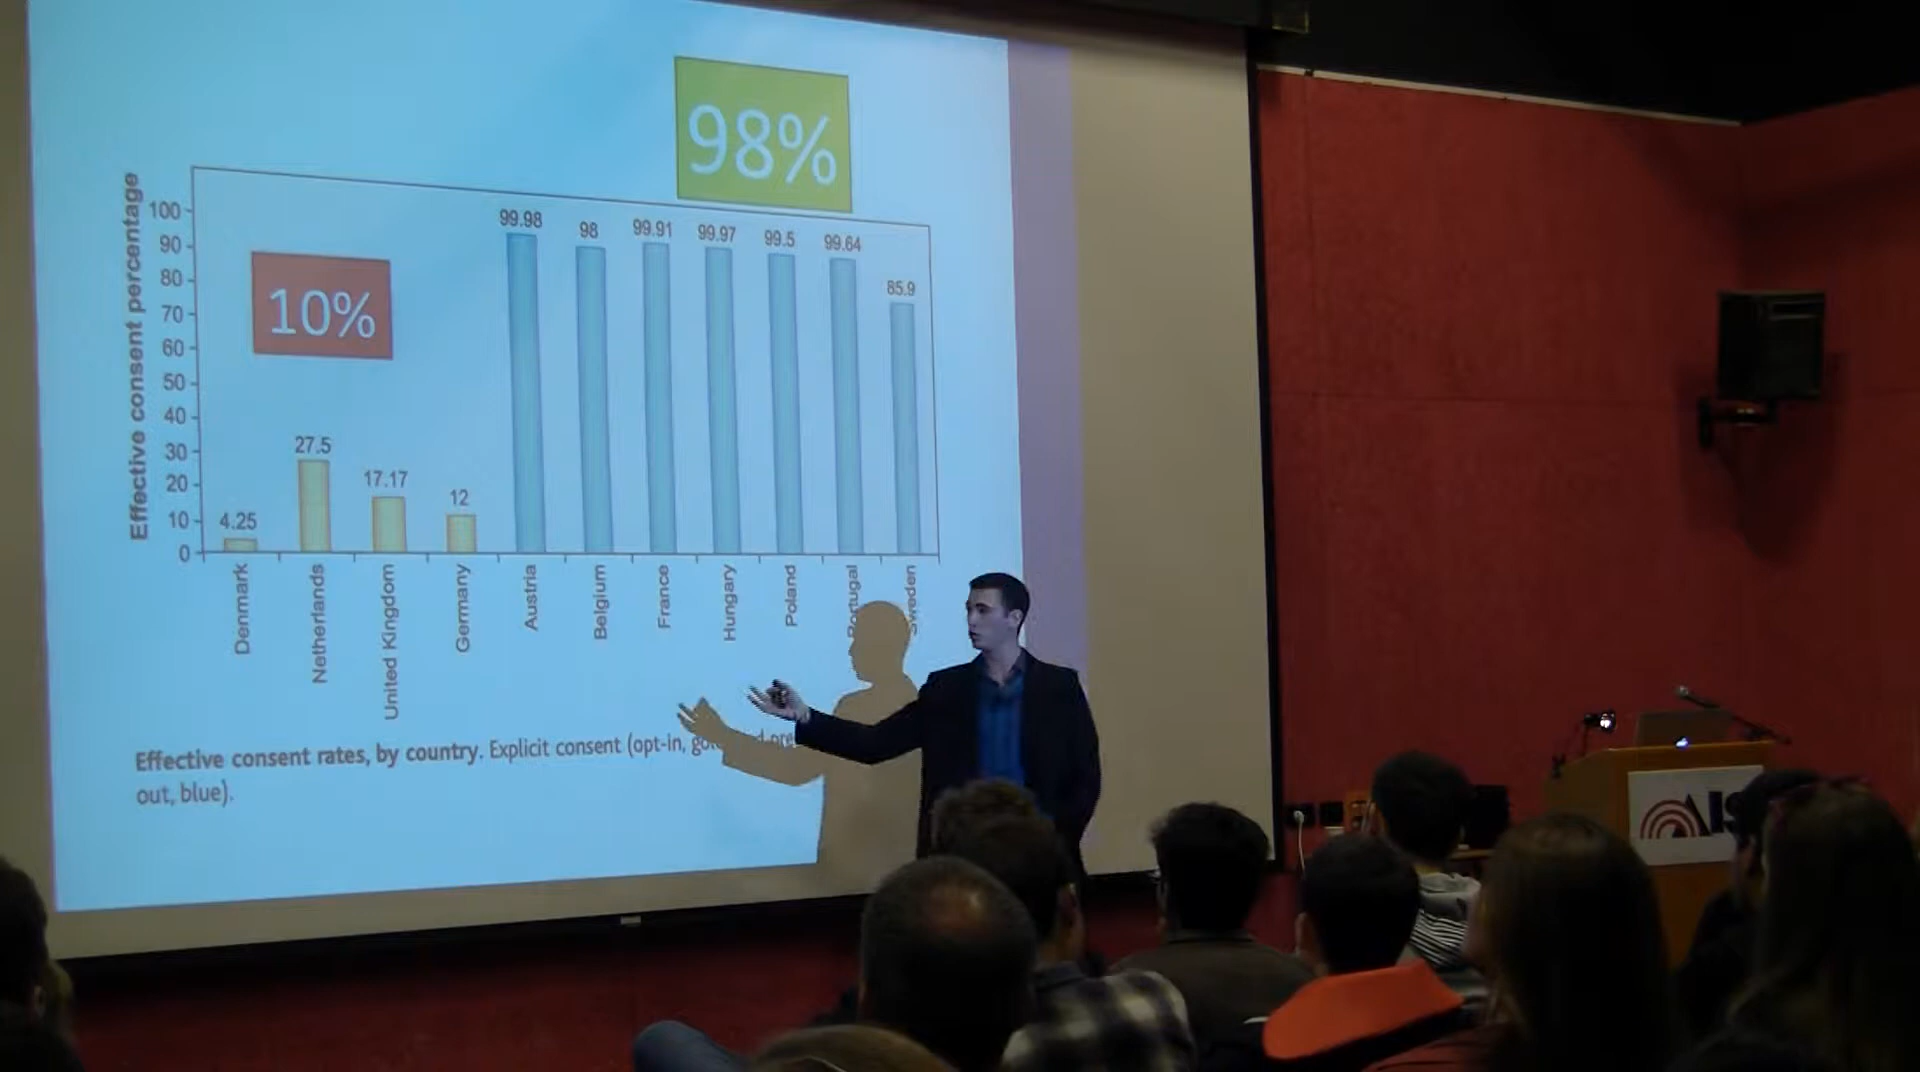 98%
10%
Effective consent percentage
100
90
80
70
60
50
40
30
20
10
0
4.25
27.5
17.17
12
99.98
98
99.91
99.97
99.5
99.64
85.9
Denmark
Netherlands
United Kingdom
Germany
Austria
Belgium
France
Hungary
Poland
Portugal
Sweden
Effective consent rates, by country. Explicit consent (opt-in,
out, blue).